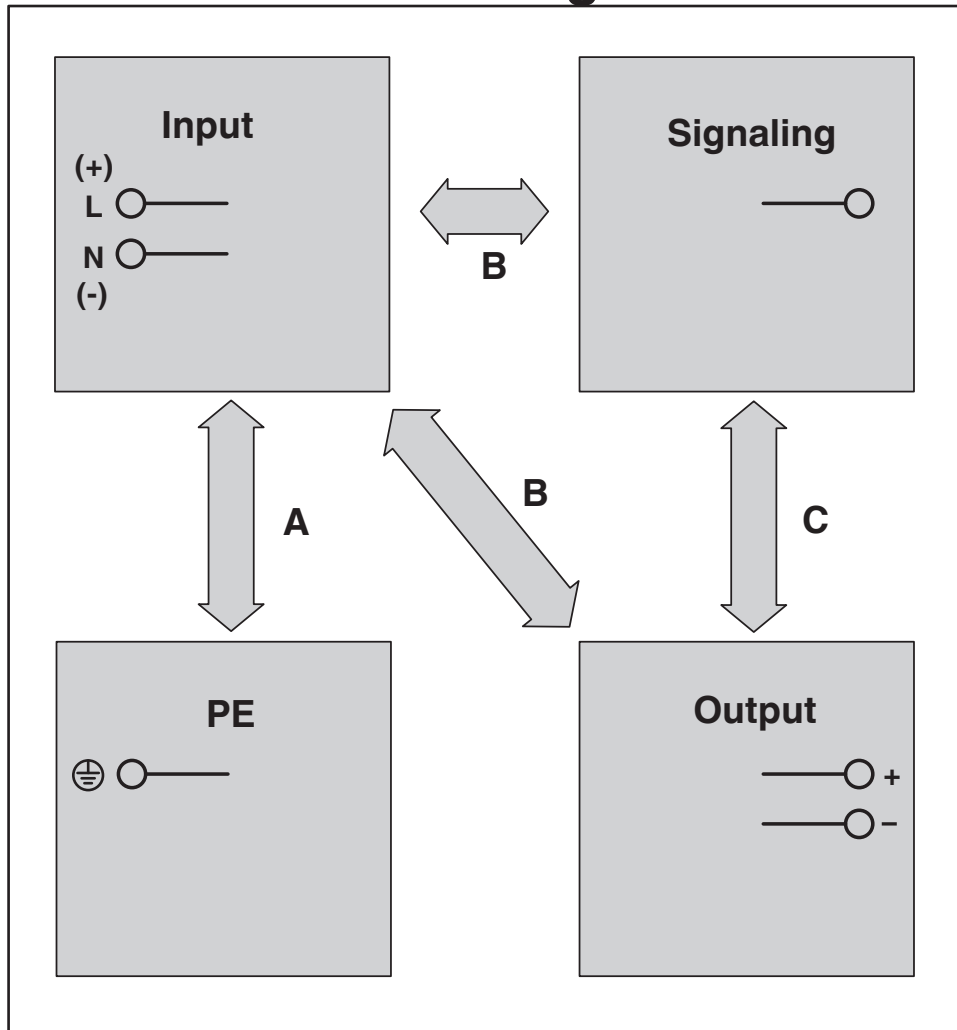 Input
(+)
L
N
(-)
Signaling
B
A
B
C
PE
Output
+
–